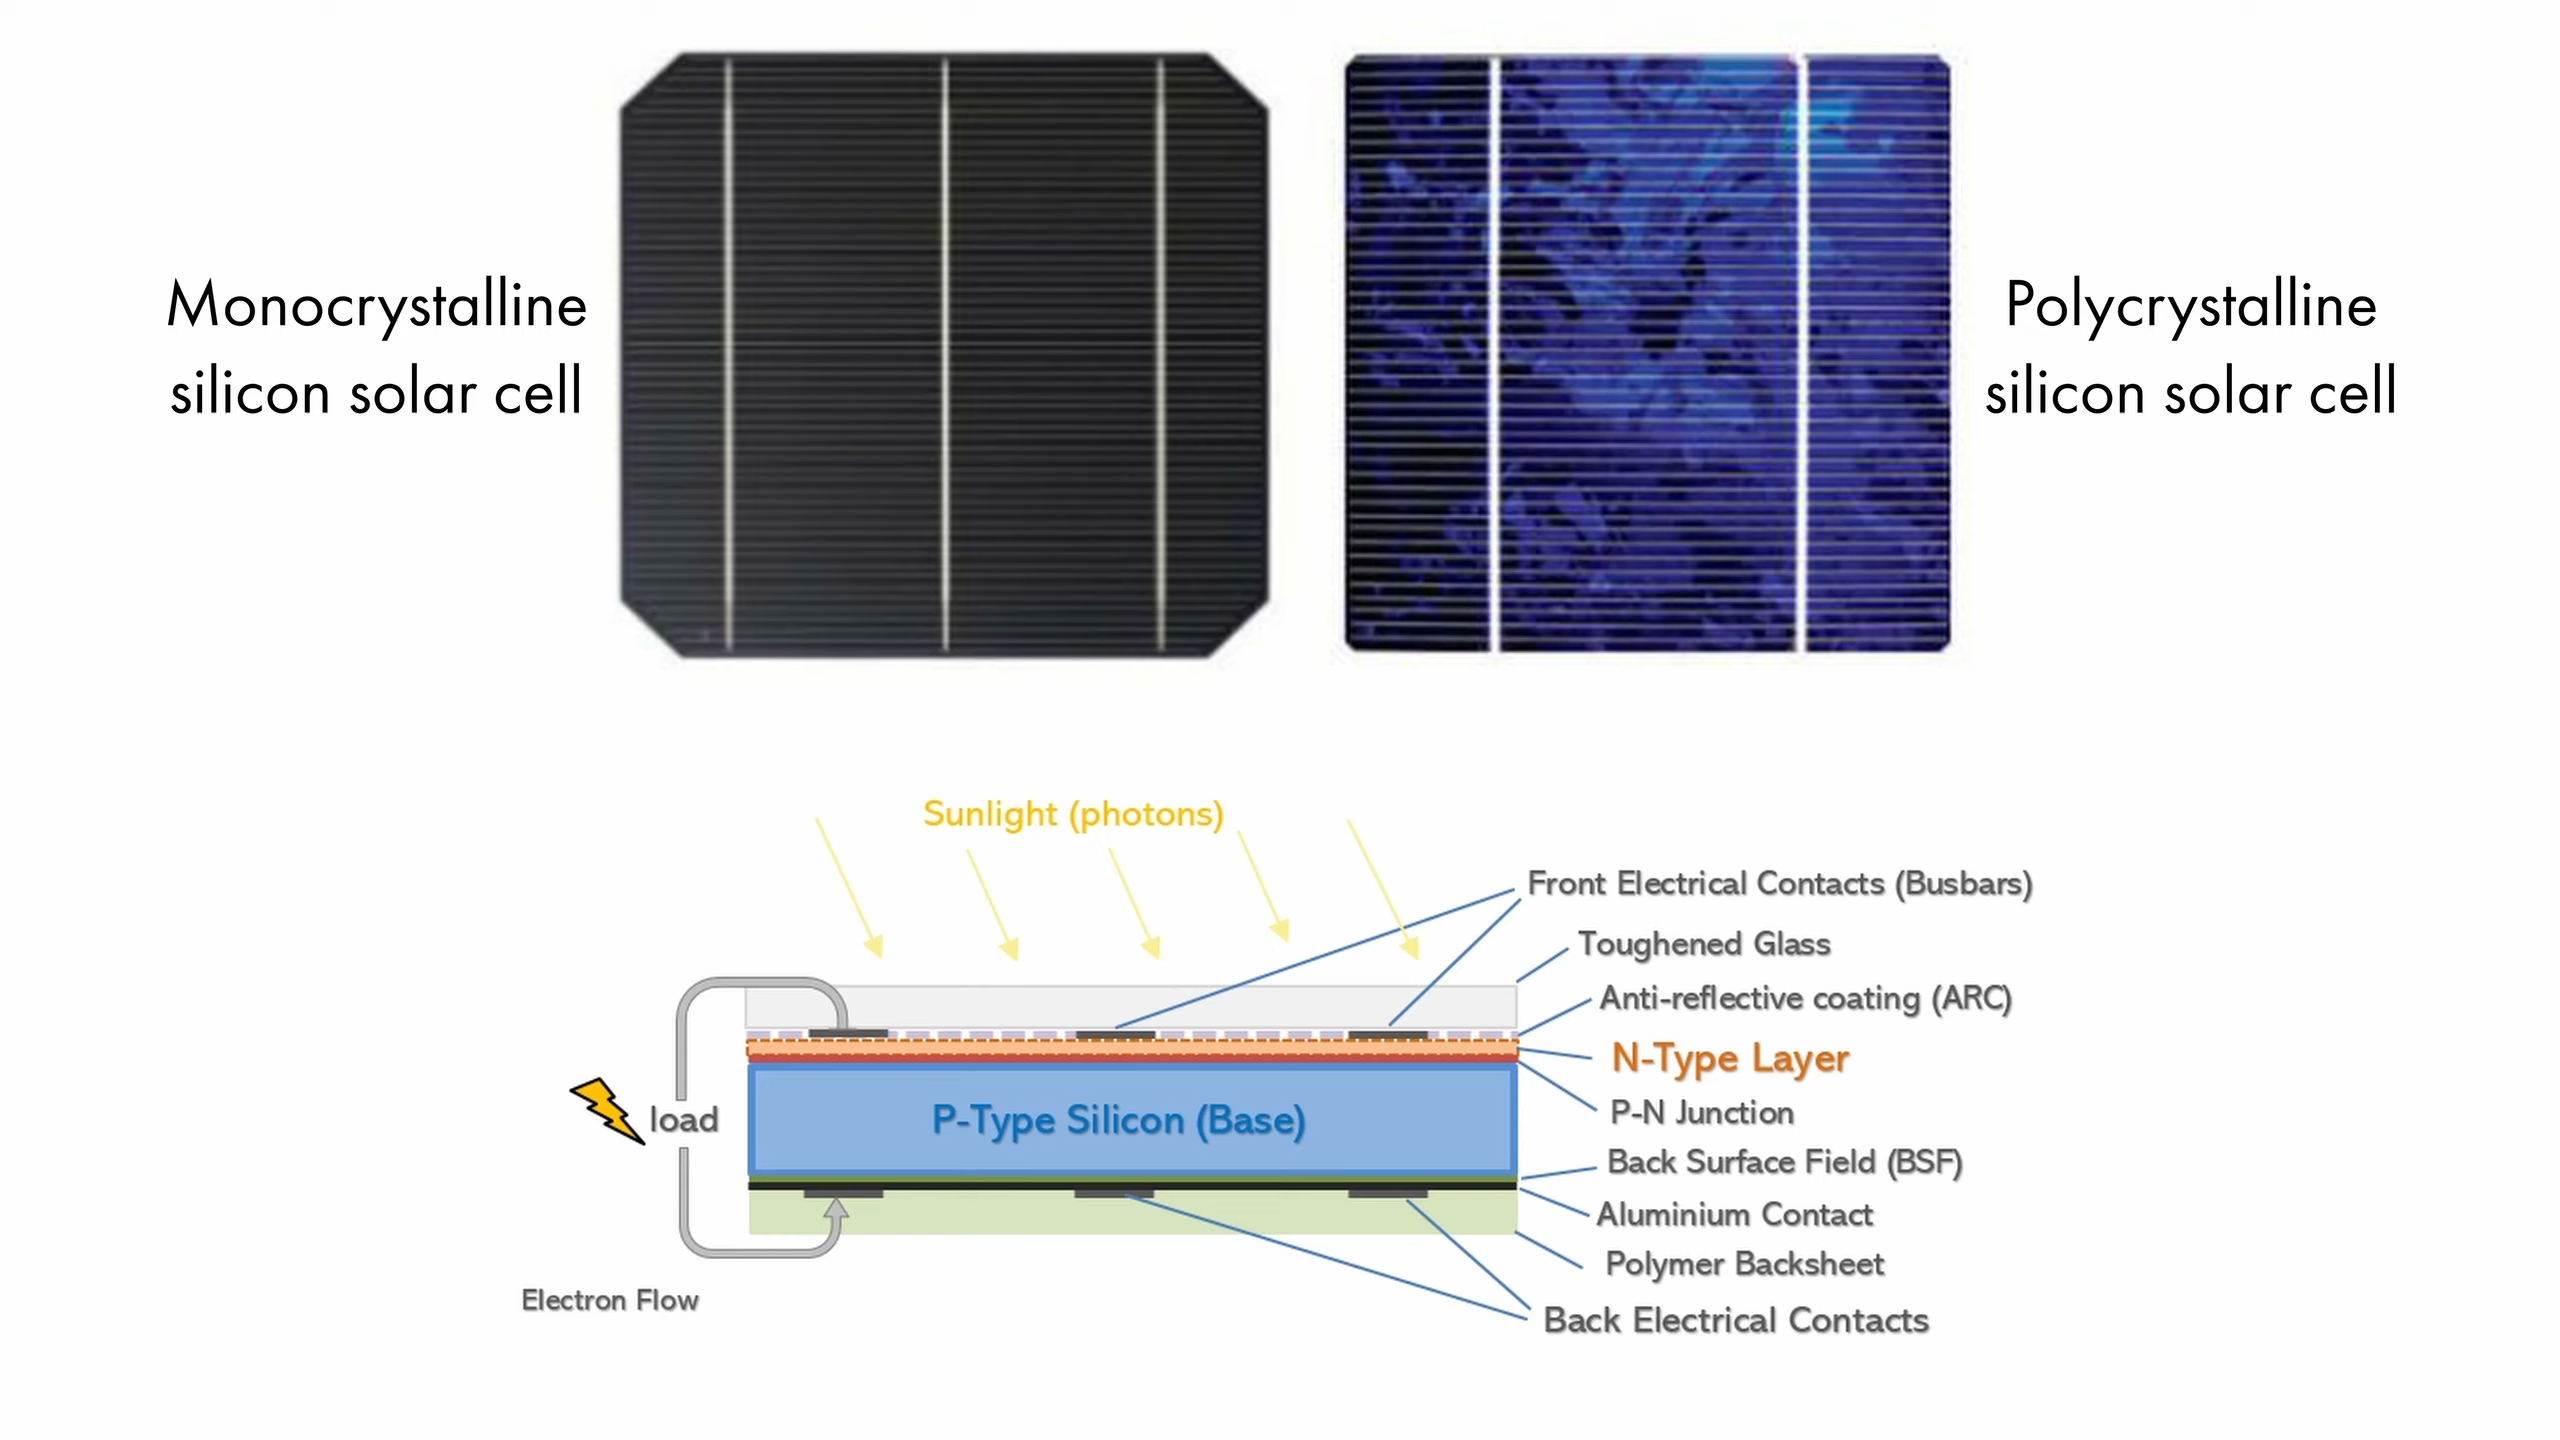 Monocrystalline
silicon solar cell
Polycrystalline
silicon solar cell
Sunlight (photons)
Front Electrical Contacts (Busbars)
Toughened Glass
Anti-reflective coating (ARC)
N-Type Layer
P-Type Silicon (Base)
load
P-N Junction
Back Surface Field (BSF)
Aluminium Contact
Polymer Backsheet
Electron Flow
Back Electrical Contacts